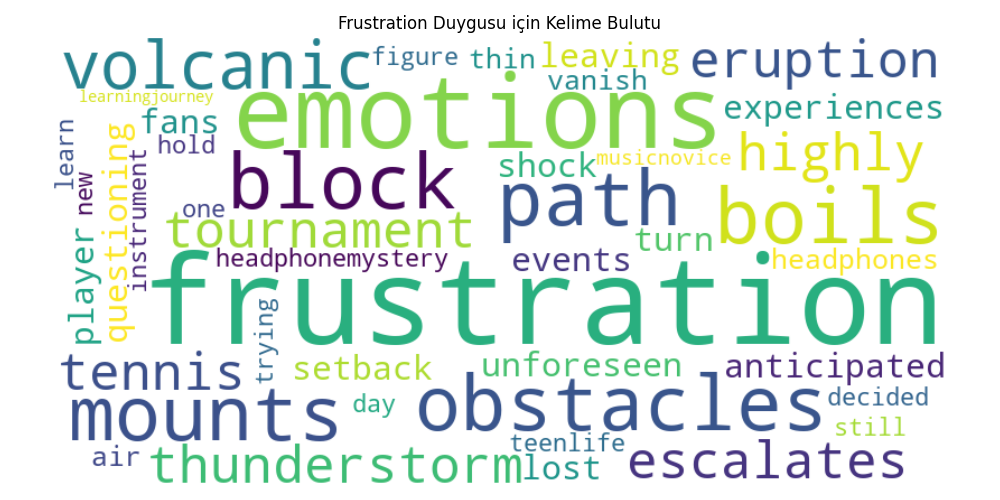 Frustration Duygusu için Kelime Bulutu
volcanic
figure
thin
leaving
eruption
vanish
learningjourney
emotions
experiences
fans
learn
hold
questioning
instrument
new
block
shock
musicnovice
highly
path
boils
one
tournament
turn
player
headphonemystery
events
headphones
frustration
trying
tennis
setback
unforeseen
anticipated
mounts
day
obstacles
decided
still
teenlife
air
thunderstorm
lost
escalates